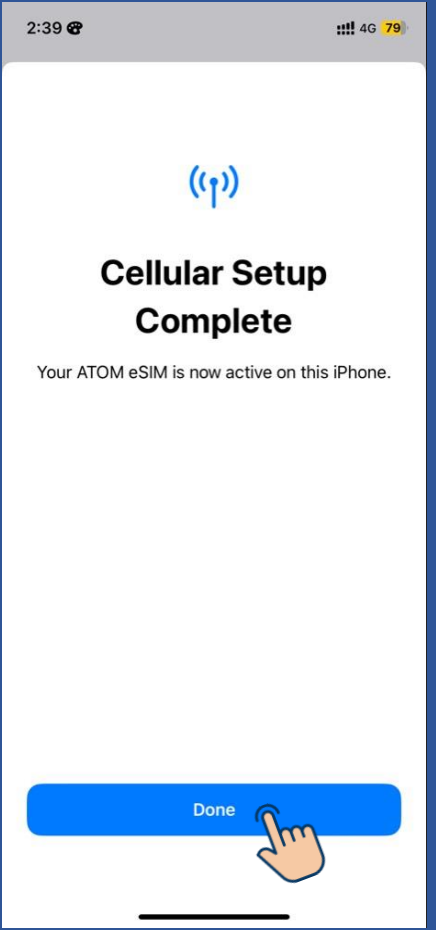 2:39 4G 79
Cellular Setup
Complete
Your ATOM eSIM is now active on this iPhone.
Done